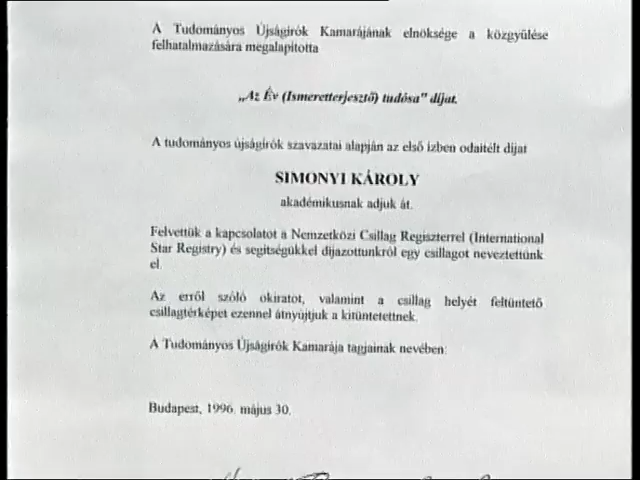 A Tudományos Újságírók Kamarájának elnöksége a közgyűlése
felhatalmazására megalapította
„Az Év (Ismeretterjesztő) tudósa" díjat.
A tudományos újságírók szavazatai alapján az első ízben odaítélt díjat
SIMONYI KÁROLY
akadémikusnak adjuk át.
Felvettük a kapcsolatot a Nemzetközi Csillag Regiszterrel (International
Star Registry) és segítségükkel díjazottunkról egy csillagot neveztettünk
el.
Az erről szóló okiratot, valamint a csillag helyét feltüntető
csillagtérképet ezennel átnyújtjuk a kitüntetettnek.
A Tudományos Újságírók Kamarája tagjainak nevében:
Budapest, 1996. május 30.